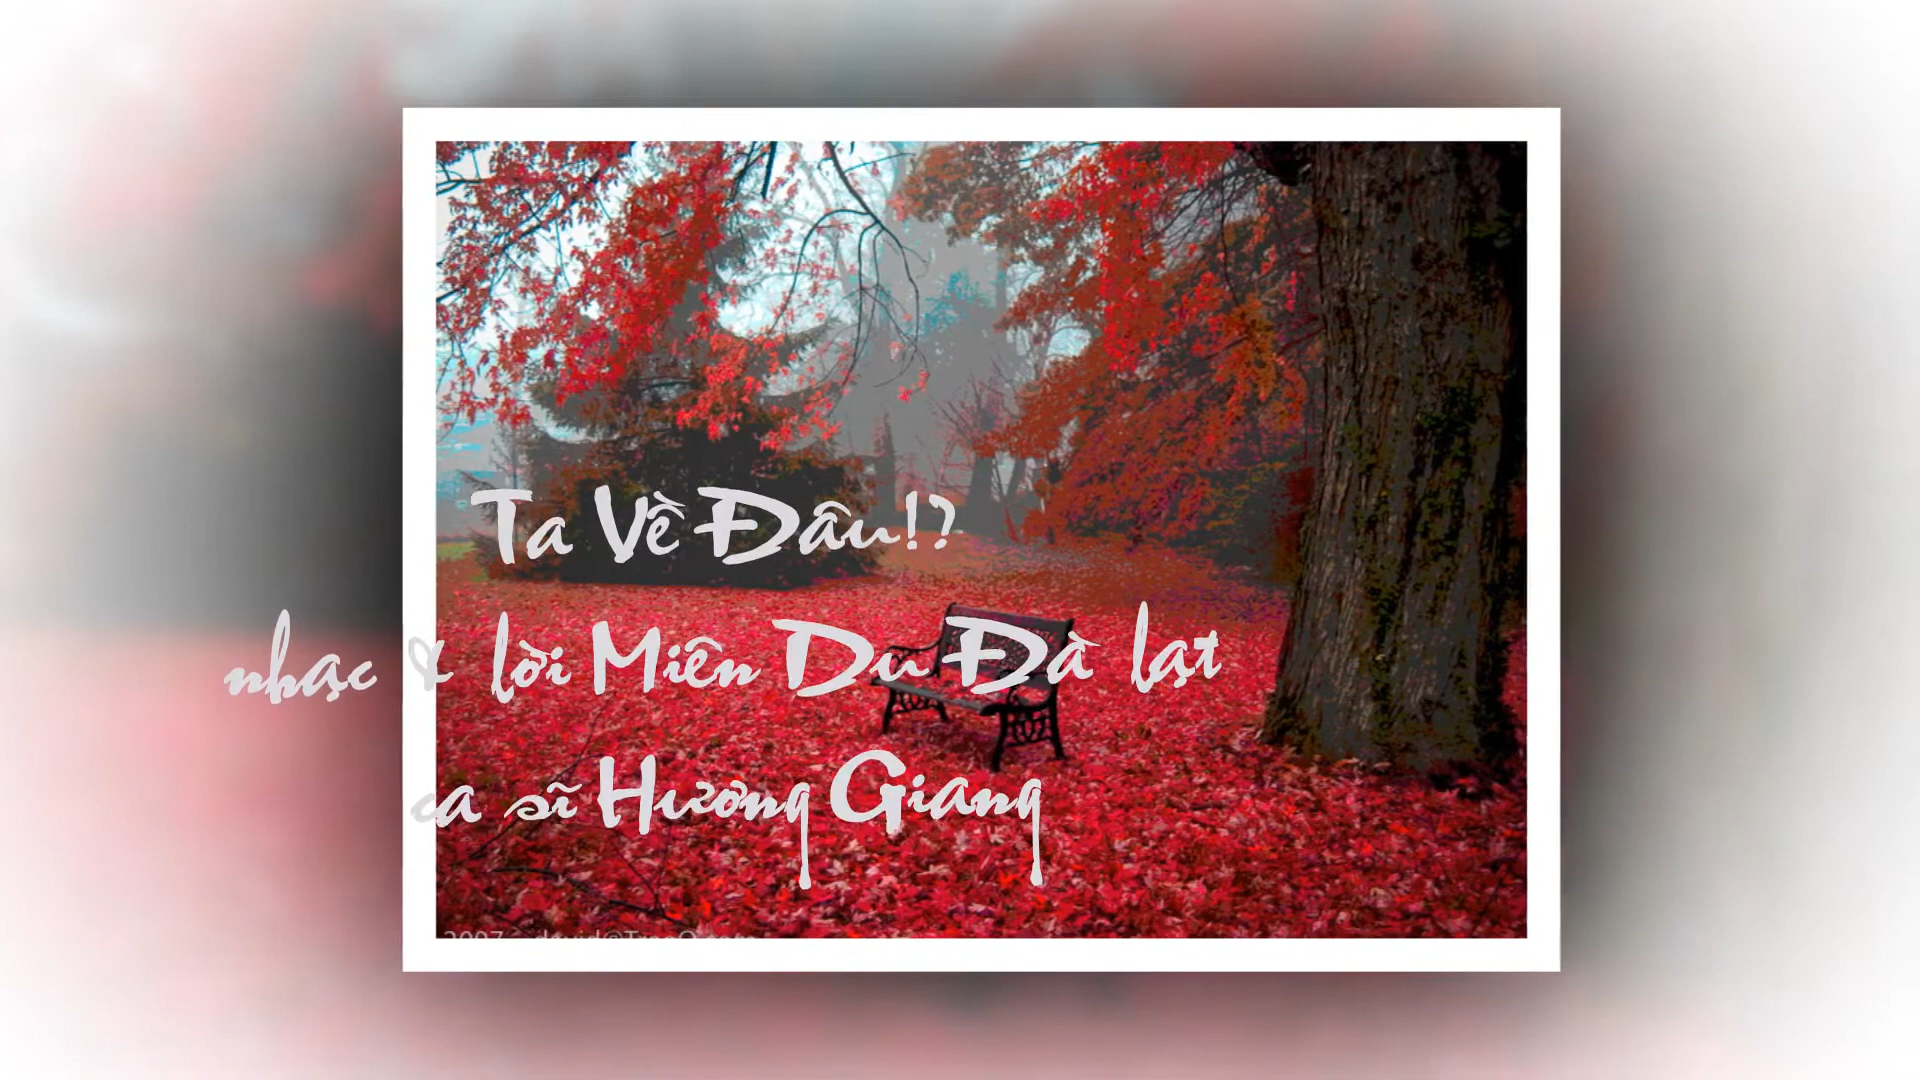 Ta Về Đâu!?
nhạc & lời Miên Du Đà lạt
ca sĩ Hương Giang